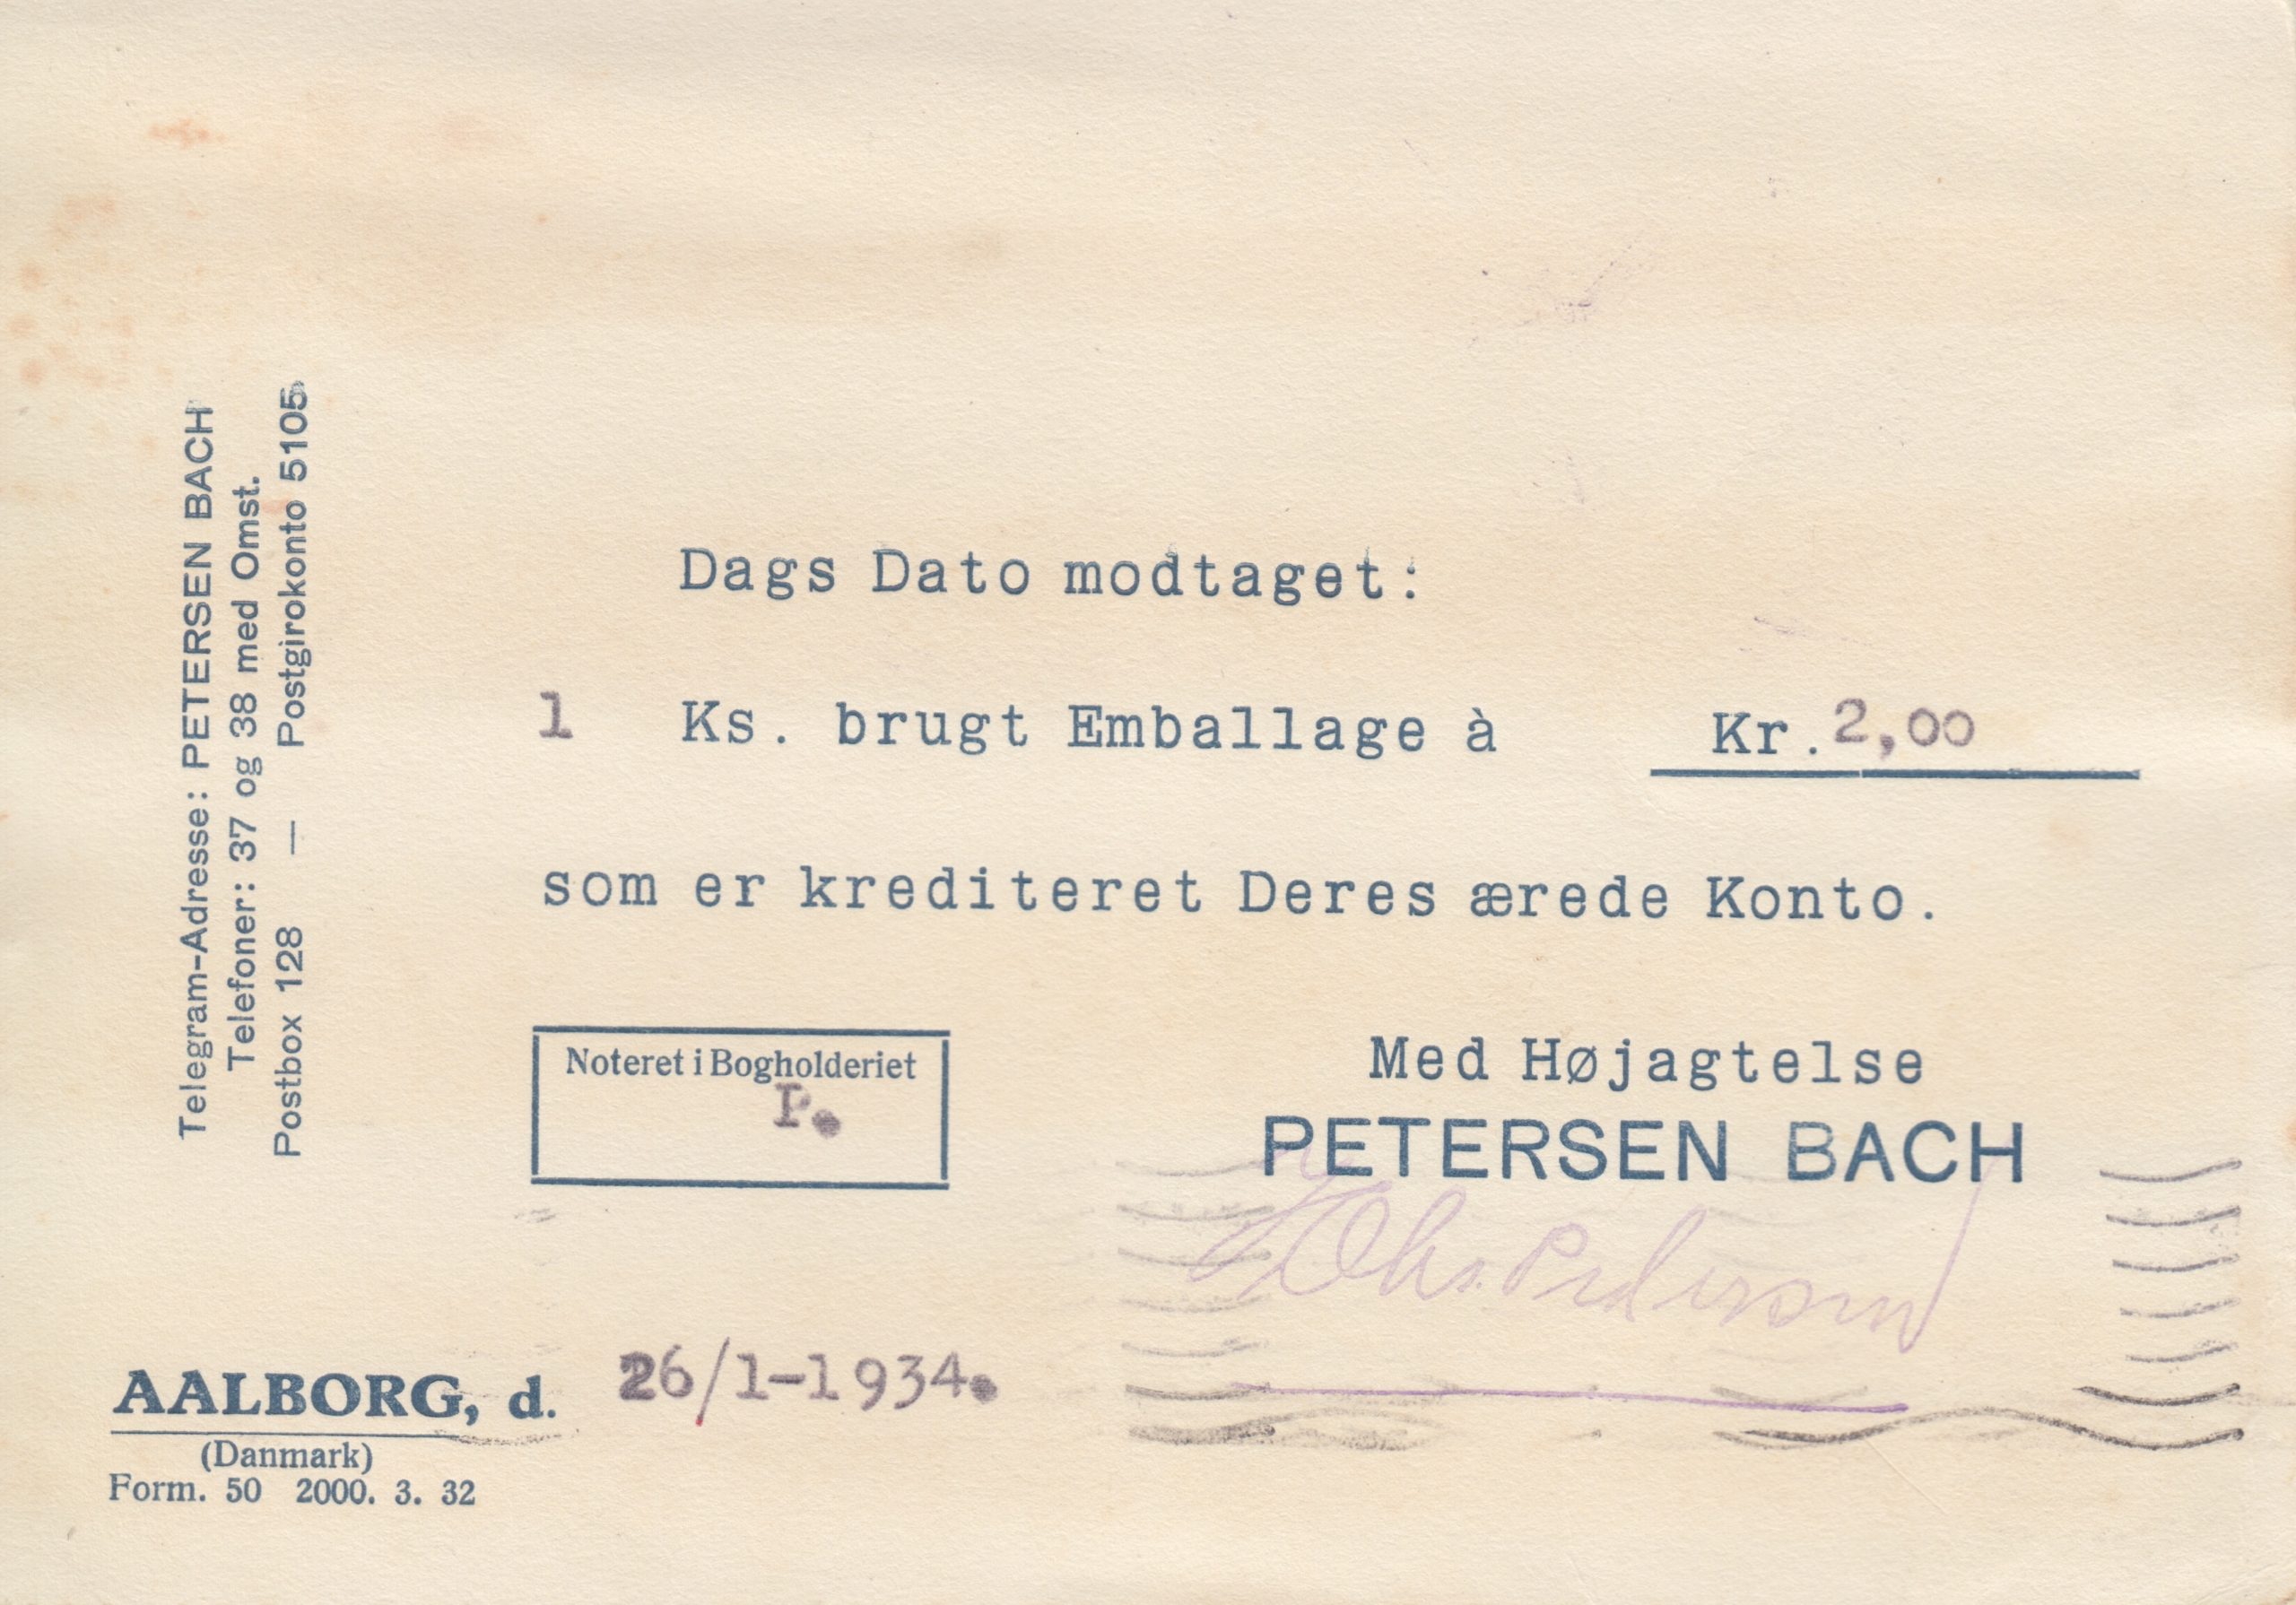 Telegram-Adresse: PETERSEN BACH
Telefoner: 37 og 38 med Omst.
Postbox 128 — Postgirokonto 5105
Dags Dato modtaget:
1 Ks. brugt Emballage à Kr. 2,00
som er krediteret Deres ærede Konto.
Noteret i Bogholderiet
P.
Med Højagtelse
PETERSEN BACH
AALBORG, d. 26/1-1934.
(Danmark)
Form. 50 2000. 3. 32